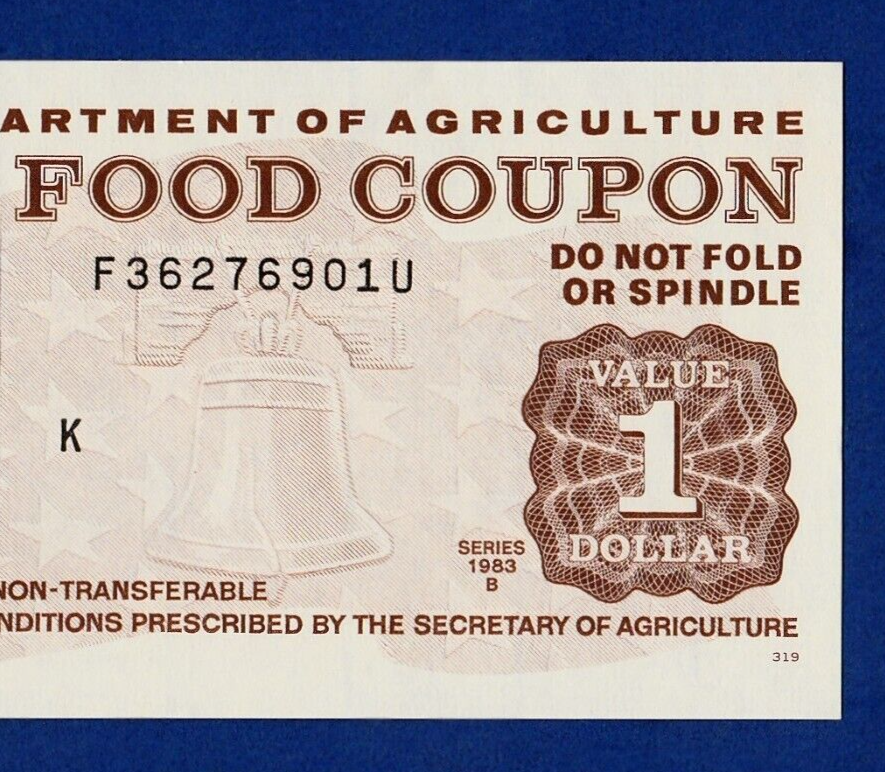 ARTMENT OF AGRICULTURE
FOOD COUPON
F36276901U
DO NOT FOLD
OR SPINDLE
VALUE
1
DOLLAR
K
SERIES
1983
B
NON-TRANSFERABLE
NDITIONS PRESCRIBED BY THE SECRETARY OF AGRICULTURE
319